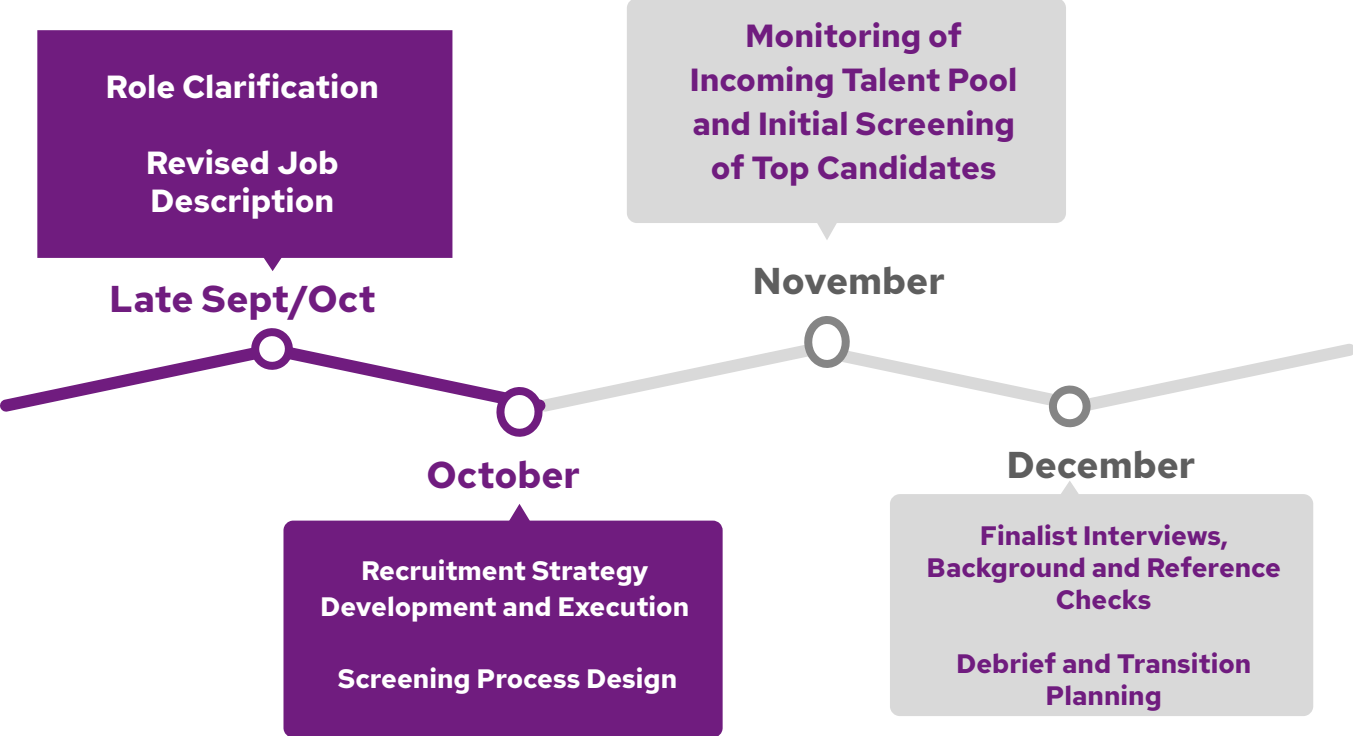 Role Clarification
Revised Job
Description
Late Sept/Oct
October
Recruitment Strategy
Development and Execution
Screening Process Design
Monitoring of
Incoming Talent Pool
and Initial Screening
of Top Candidates
November
December
Finalist Interviews,
Background and Reference
Checks
Debrief and Transition
Planning